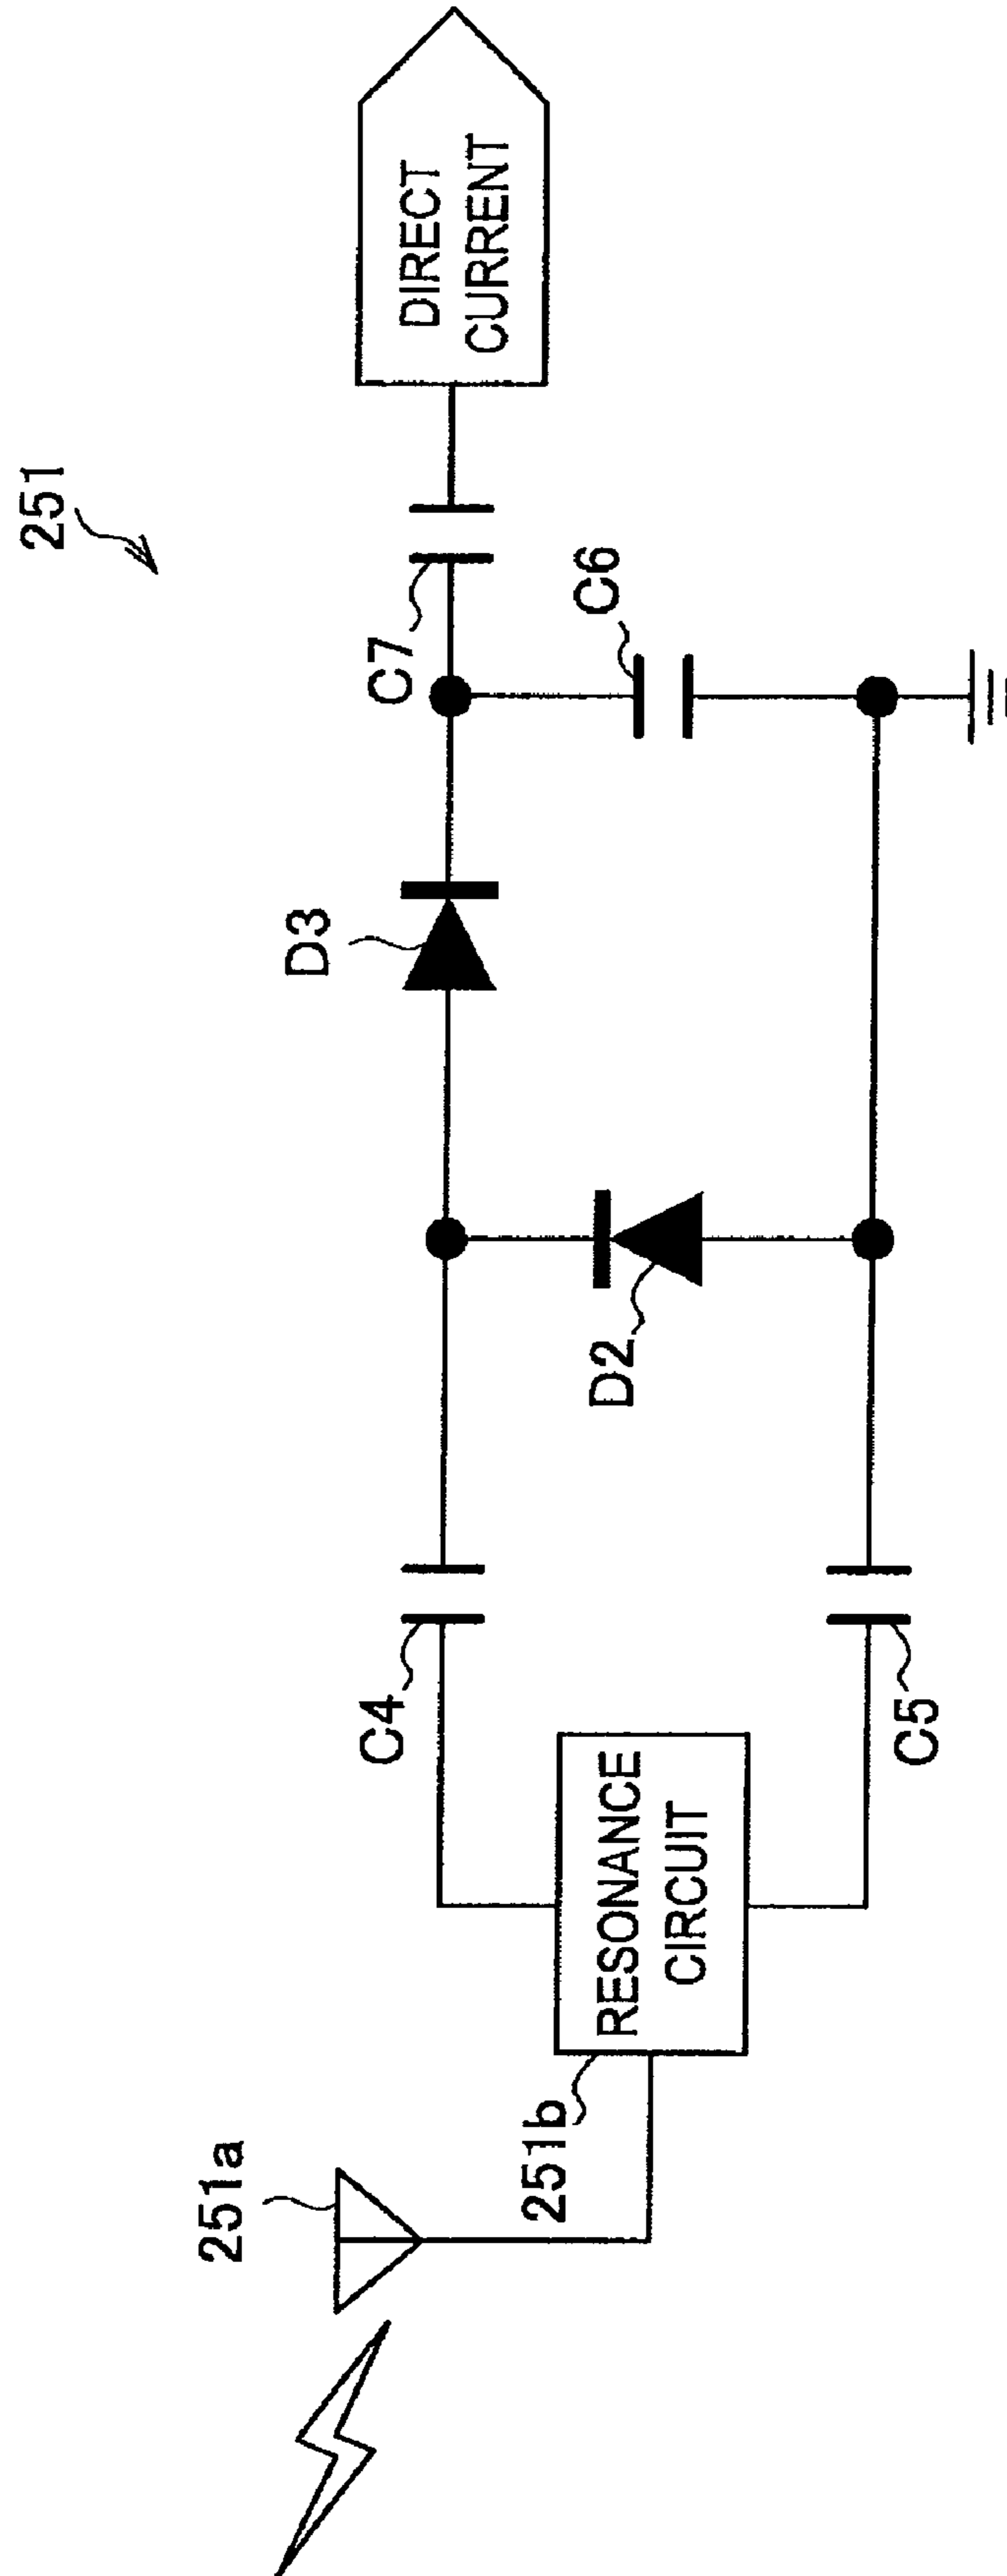 251
251a
251b
RESONANCE
CIRCUIT
C4
C5
D2
D3
C6
C7
DIRECT
CURRENT